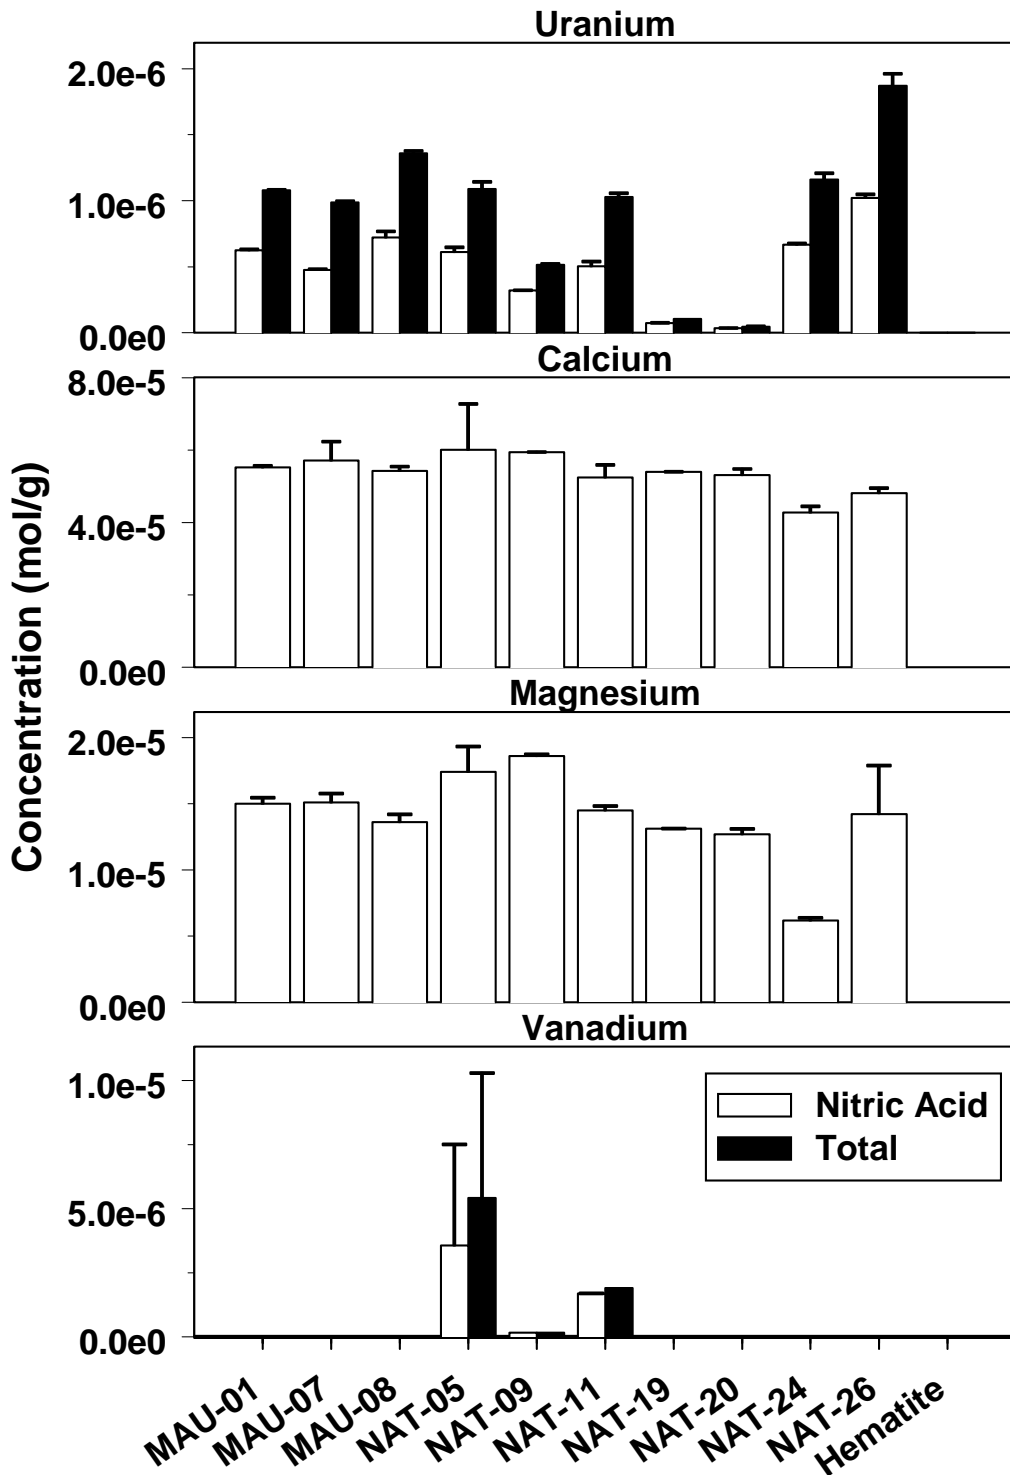 Uranium
2.0e-6
1.0e-6
0.0e0
Calcium
8.0e-5
4.0e-5
0.0e0
Magnesium
2.0e-5
1.0e-5
0.0e0
Vanadium
1.0e-5
5.0e-6
0.0e0
Concentration (mol/g)
Nitric Acid
Total
MAU-01
MAU-07
MAU-08
NAT-05
NAT-09
NAT-11
NAT-19
NAT-20
NAT-24
NAT-26
Hematite